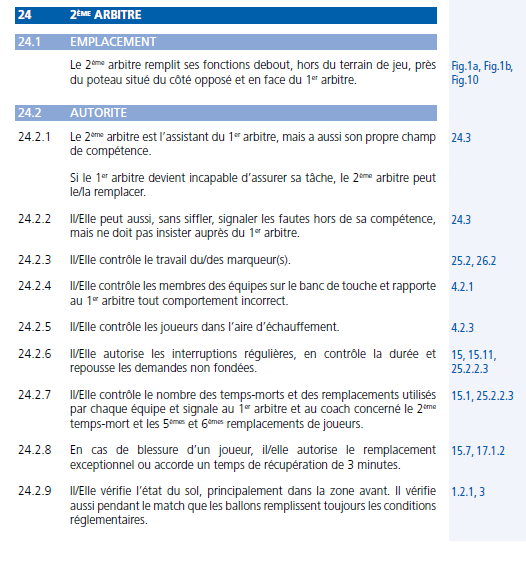 24 2ÈME ARBITRE
24.1 EMPLACEMENT
Le 2ème arbitre remplit ses fonctions debout, hors du terrain de jeu, près Fig.1a, Fig.1b,
du poteau situé du côté opposé et en face du 1er arbitre. Fig.10
24.2 AUTORITE
24.2.1 Le 2ème arbitre est l'assistant du 1er arbitre, mais a aussi son propre champ 24.3
de compétence.
Si le 1er arbitre devient incapable d'assurer sa tâche, le 2ème arbitre peut
le/la remplacer.
24.2.2 Il/Elle peut aussi, sans siffler, signaler les fautes hors de sa compétence, 24.3
mais ne doit pas insister auprès du 1er arbitre.
24.2.3 Il/Elle contrôle le travail du/des marqueur(s). 25.2, 26.2
24.2.4 Il/Elle contrôle les membres des équipes sur le banc de touche et rapporte 4.2.1
au 1er arbitre tout comportement incorrect.
24.2.5 Il/Elle contrôle les joueurs dans l'aire d'échauffement. 4.2.3
24.2.6 Il/Elle autorise les interruptions régulières, en contrôle la durée et 15, 15.11,
repousse les demandes non fondées. 25.2.2.3
24.2.7 Il/Elle contrôle le nombre des temps-morts et des remplacements utilisés 15.1, 25.2.2.3
par chaque équipe et signale au 1er arbitre et au coach concerné le 2ème
temps-mort et les 5èmes et 6èmes remplacements de joueurs.
24.2.8 En cas de blessure d'un joueur, il/elle autorise le remplacement 15.7, 17.1.2
exceptionnel ou accorde un temps de récupération de 3 minutes.
24.2.9 Il/Elle vérifie l'état du sol, principalement dans la zone avant. Il vérifie 1.2.1, 3
aussi pendant le match que les ballons remplissent toujours les conditions
réglementaires.